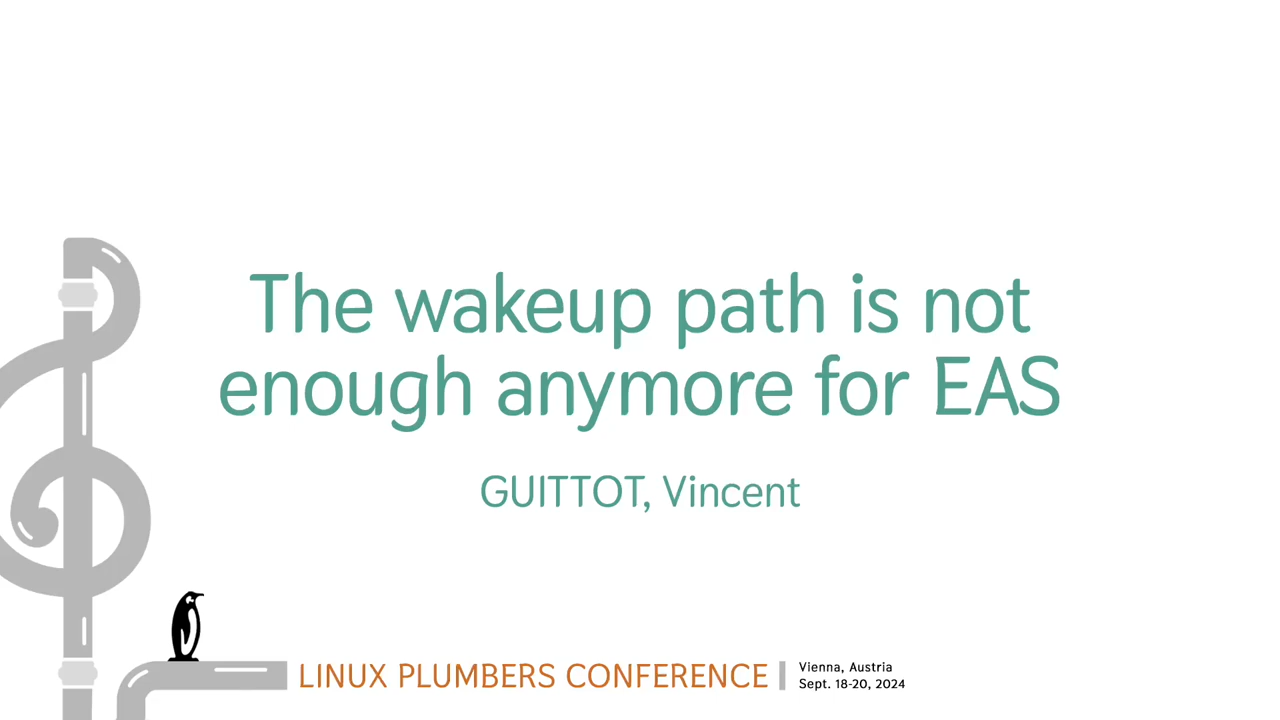 The wakeup path is not
enough anymore for EAS
GUITTOT, Vincent
LINUX PLUMBERS CONFERENCE
Vienna, Austria
Sept. 18-20, 2024